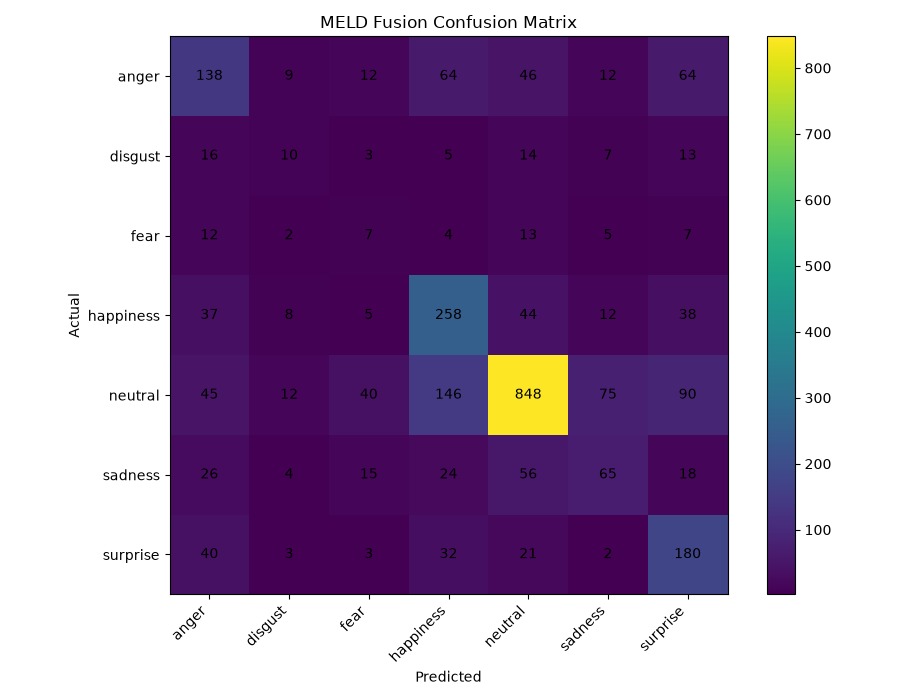 MELD Fusion Confusion Matrix
anger 138 9 12 64 46 12 64
disgust 16 10 3 5 14 7 13
fear 12 2 7 4 13 5 7
happiness 37 8 5 258 44 12 38
neutral 45 12 40 146 848 75 90
sadness 26 4 15 24 56 65 18
surprise 40 3 3 32 21 2 180
anger disgust fear happiness neutral sadness surprise
Predicted
Actual
800
700
600
500
400
300
200
100